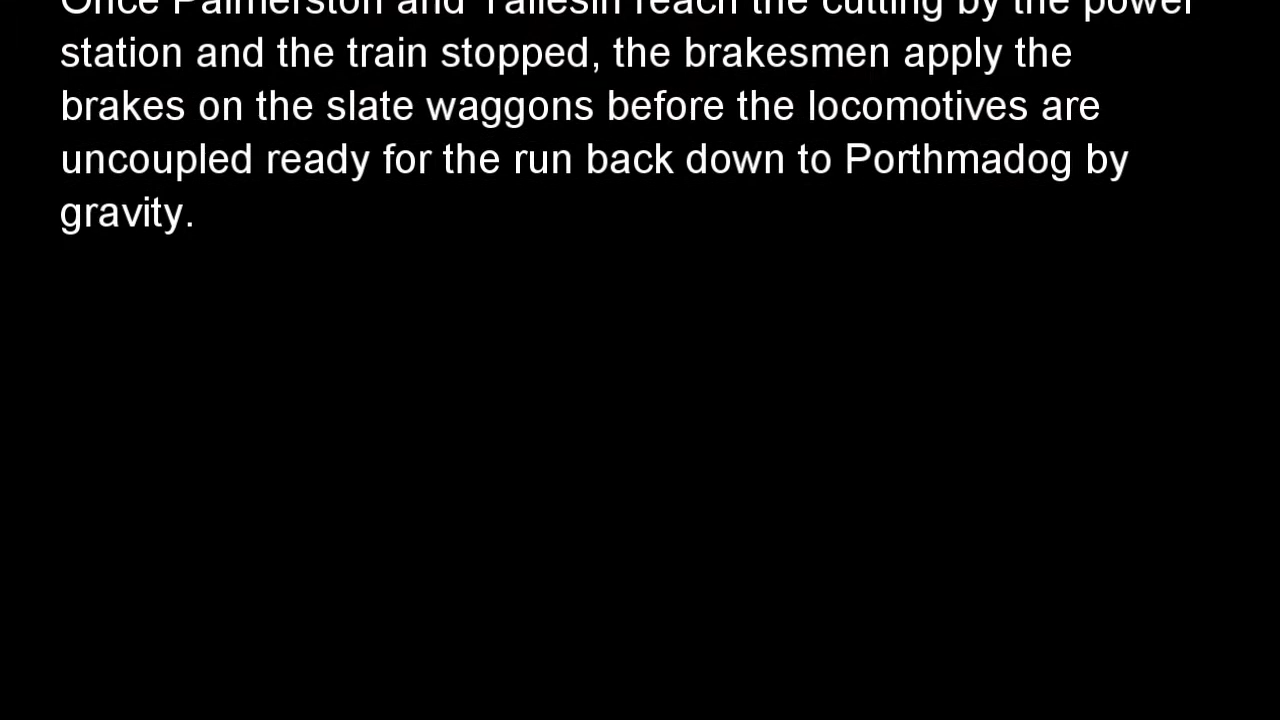 Once Palmerston and Taliesin reach the cutting by the power
station and the train stopped, the brakesmen apply the
brakes on the slate waggons before the locomotives are
uncoupled ready for the run back down to Porthmadog by
gravity.